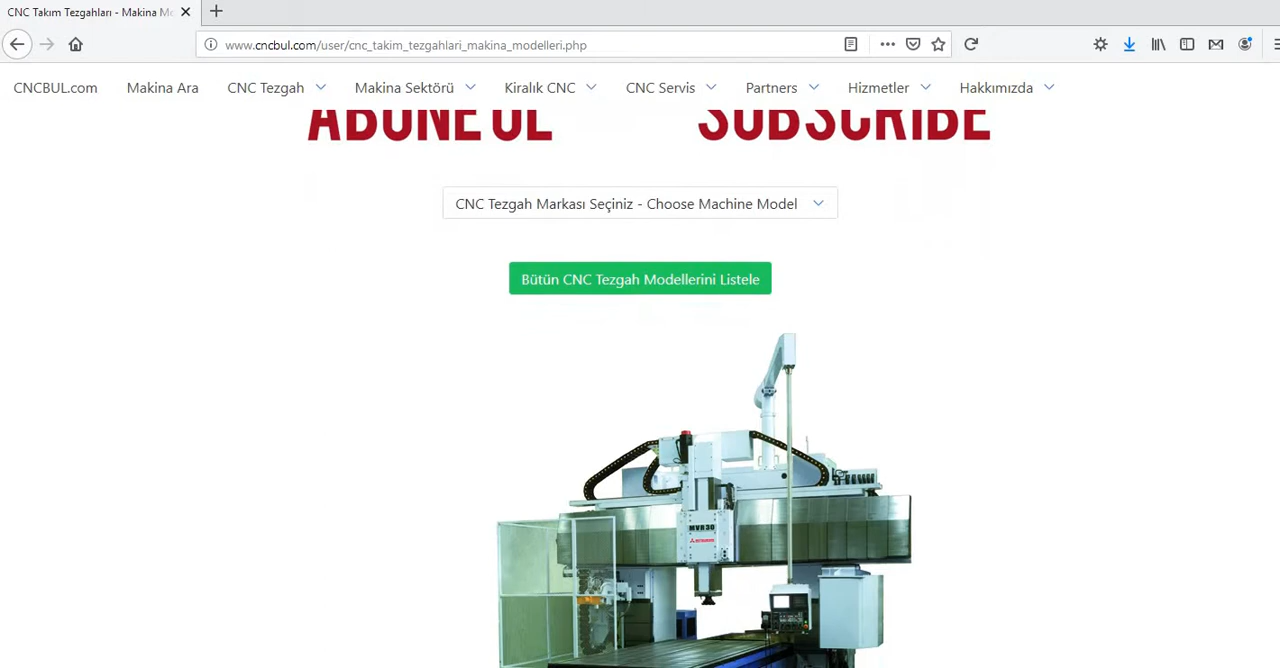 CNC Takım Tezgahları - Makina Mo
www.cncbul.com/user/cnc_takim_tezgahlari_makina_modelleri.php
CNCBUL.com Makina Ara CNC Tezgah Makina Sektörü Kiralık CNC CNC Servis Partners Hizmetler Hakkımızda
ABONE OL SUBSCRIBE
CNC Tezgah Markası Seçiniz - Choose Machine Model
Bütün CNC Tezgah Modellerini Listele
MVR30
MITSUBISHI